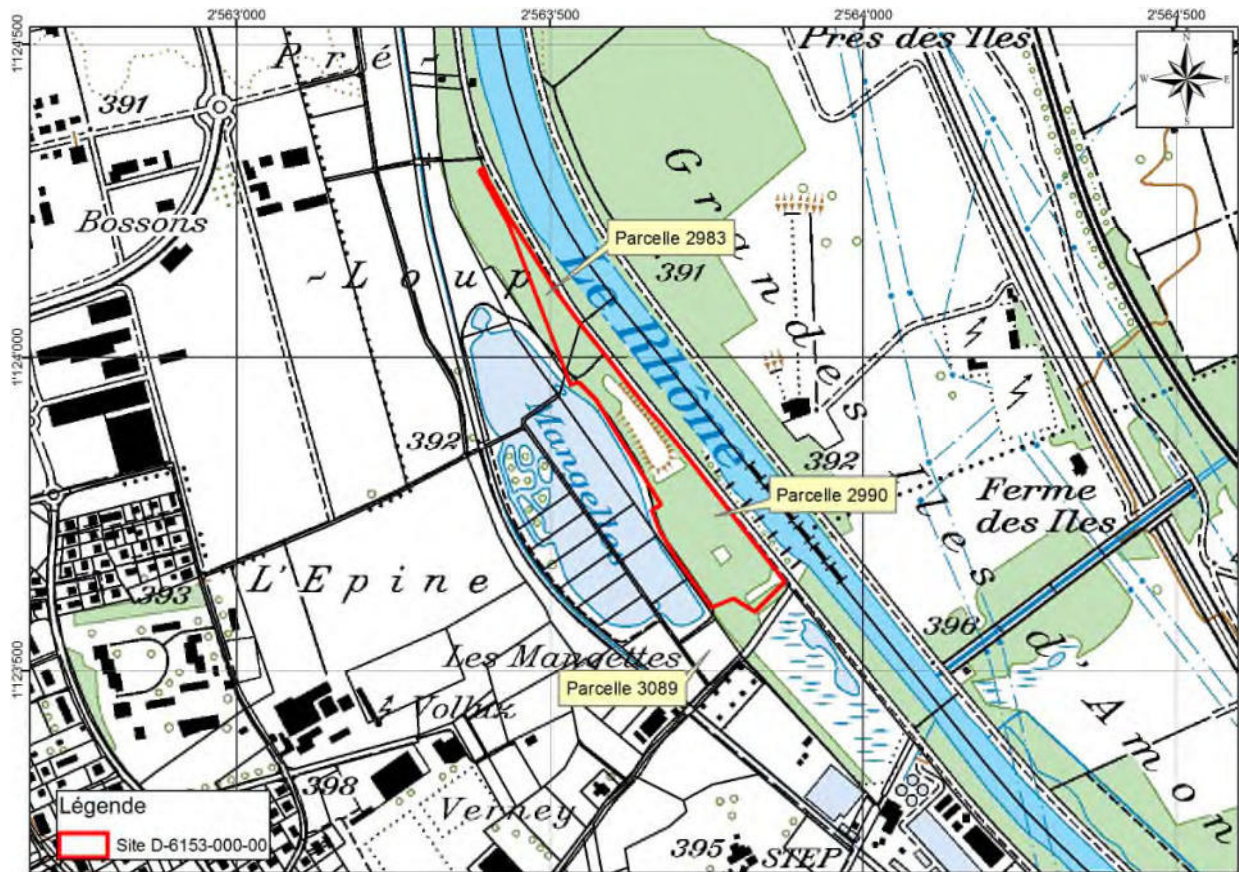 2'563'000
2'563'500
2'564'000
2'564'500
1'124'500
1'124'000
1'123'500
N
W
E
S
Pré-
Prés des Iles
391
Bossons
~Loup
Parcelle 2983
391
Le Rhône
Grandes Iles d'Amon
392
Mangettes
392
Parcelle 2990
Ferme
des Iles
393
L'Epine
396
Les Mangettes
Parcelle 3089
Vollux
398
Verney
395
STEP
Légende
Site D-6153-000-00